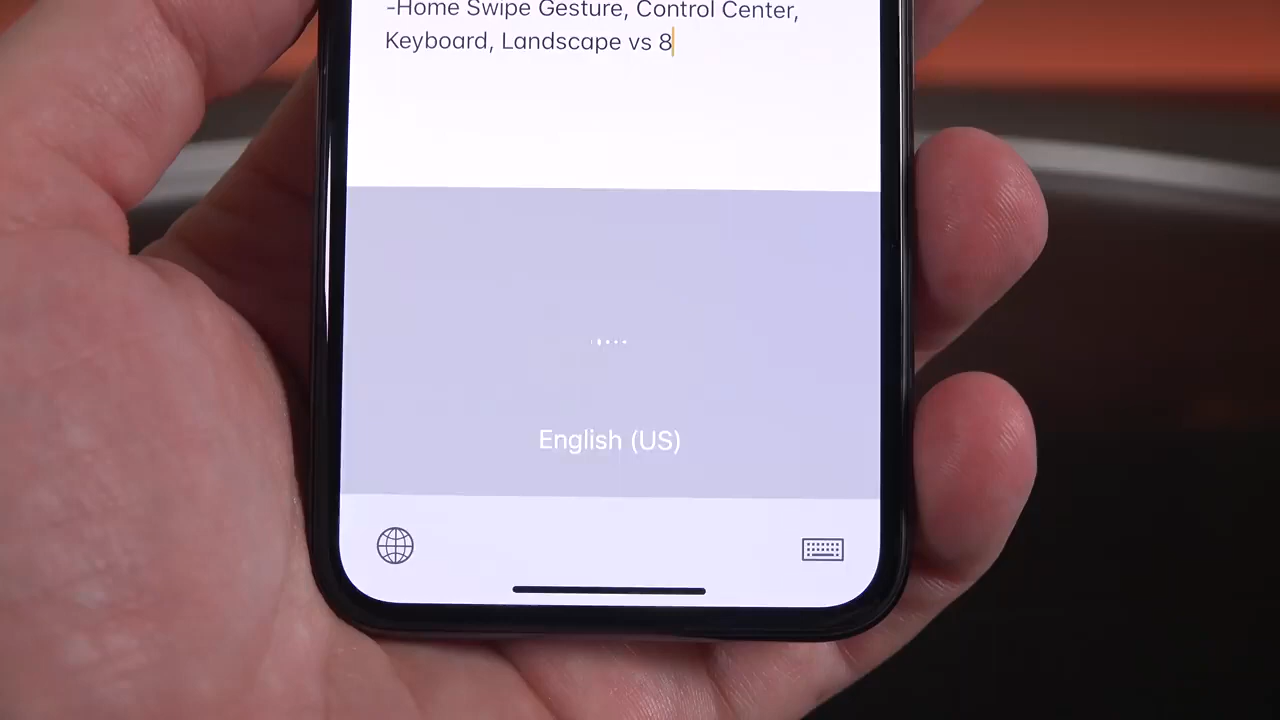 -Home Swipe Gesture, Control Center,
Keyboard, Landscape vs 8
English (US)